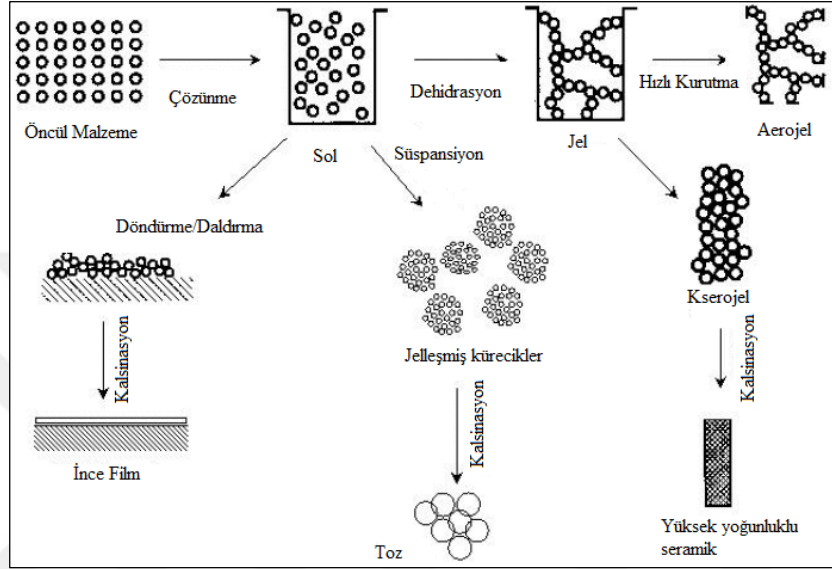 Öncül Malzeme
Çözünme
Sol
Dehidrasyon
Jel
Hızlı Kurutma
Aerojel
Döndürme/Daldırma
Süspansiyon
Kserojel
Jelleşmiş kürecikler
Kalsinasyon
Kalsinasyon
Kalsinasyon
İnce Film
Toz
Yüksek yoğunluklu
seramik